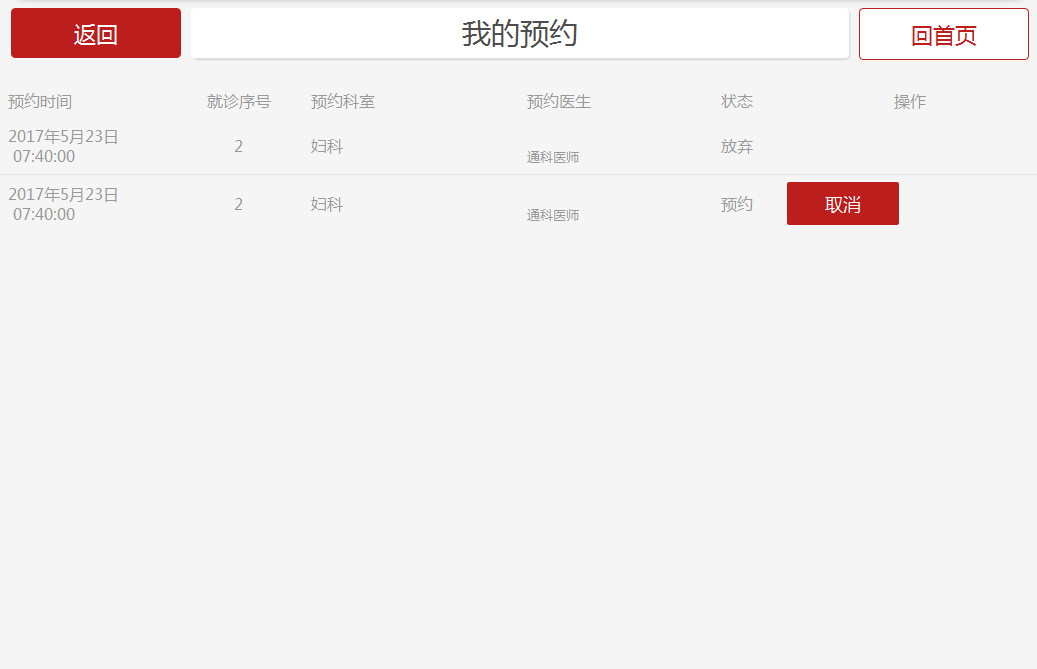 返回
我的预约
回首页
预约时间 就诊序号 预约科室 预约医生 状态 操作
2017年5月23日
07:40:00
2 妇科 通科医师 放弃
2017年5月23日
07:40:00
2 妇科 通科医师 预约 取消